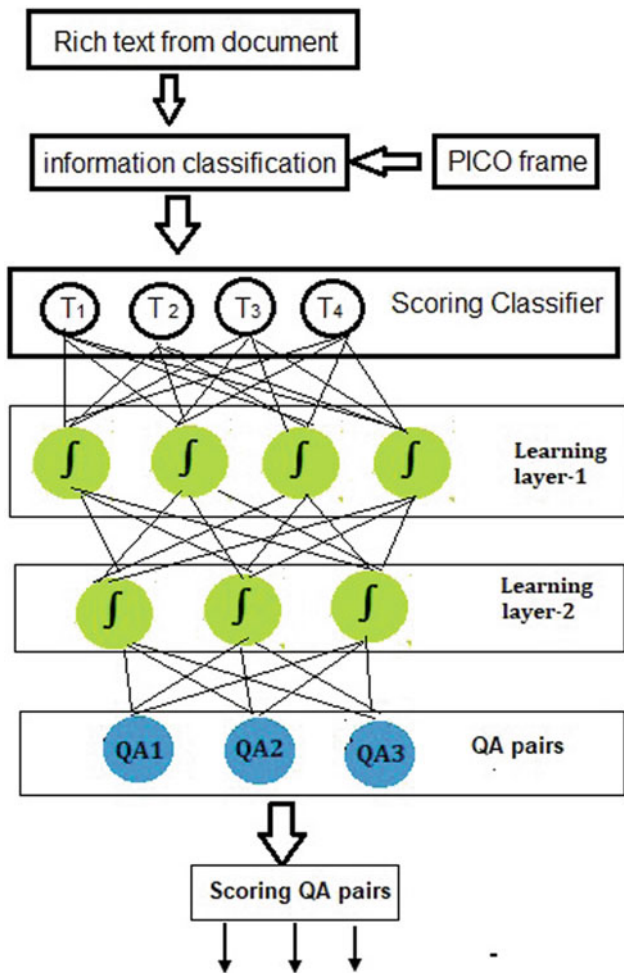 Rich text from document
information classification
PICO frame
T1 T2 T3 T4 Scoring Classifier
∫ ∫ ∫ ∫ Learning
layer-1
∫ ∫ ∫ Learning
layer-2
QA1 QA2 QA3 QA pairs
Scoring QA pairs
-